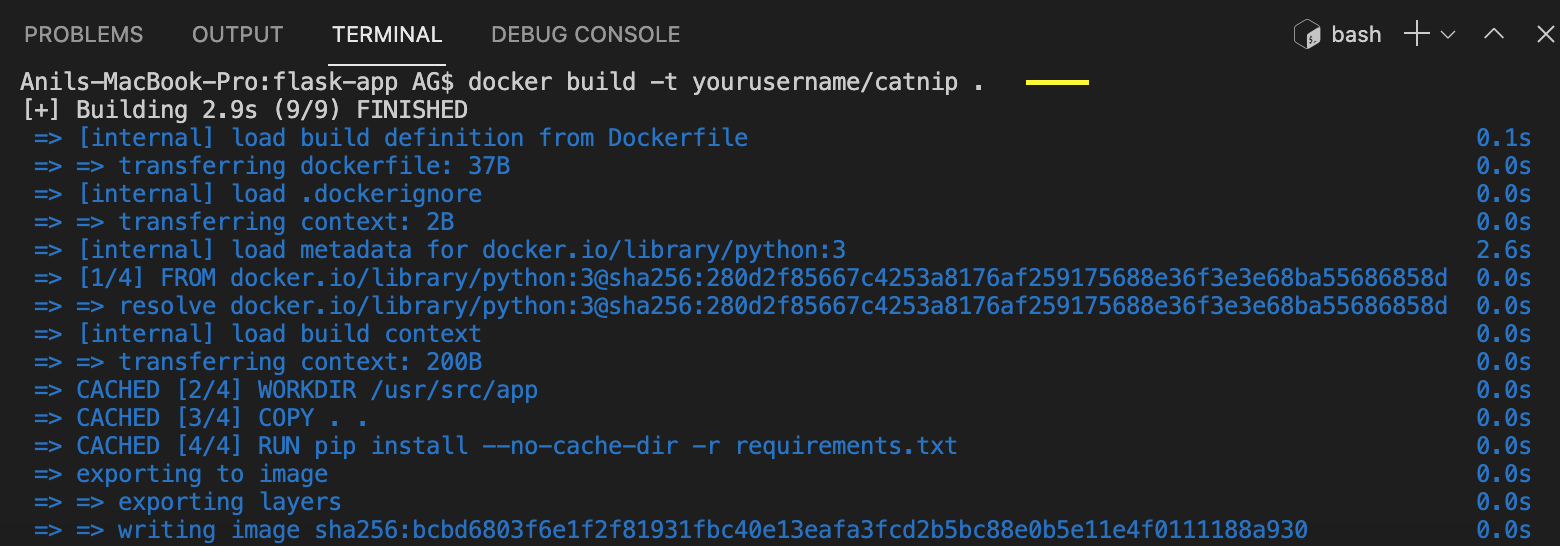 PROBLEMS OUTPUT TERMINAL DEBUG CONSOLE bash
Anils-MacBook-Pro:flask-app AG$ docker build -t yourusername/catnip .
[+] Building 2.9s (9/9) FINISHED
=> [internal] load build definition from Dockerfile 0.1s
=> => transferring dockerfile: 37B 0.0s
=> [internal] load .dockerignore 0.0s
=> => transferring context: 2B 0.0s
=> [internal] load metadata for docker.io/library/python:3 2.6s
=> [1/4] FROM docker.io/library/python:3@sha256:280d2f85667c4253a8176af259175688e36f3e3e68ba55686858d 0.0s
=> => resolve docker.io/library/python:3@sha256:280d2f85667c4253a8176af259175688e36f3e3e68ba55686858d 0.0s
=> [internal] load build context 0.0s
=> => transferring context: 200B 0.0s
=> CACHED [2/4] WORKDIR /usr/src/app 0.0s
=> CACHED [3/4] COPY . . 0.0s
=> CACHED [4/4] RUN pip install --no-cache-dir -r requirements.txt 0.0s
=> exporting to image 0.0s
=> => exporting layers 0.0s
=> => writing image sha256:bcbd6803f6e1f2f81931fbc40e13eafa3fcd2b5bc88e0b5e11e4f0111188a930 0.0s